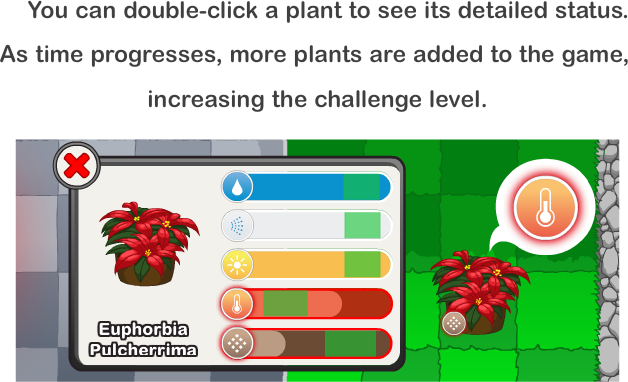 You can double-click a plant to see its detailed status.
As time progresses, more plants are added to the game,
increasing the challenge level.
Euphorbia
Pulcherrima